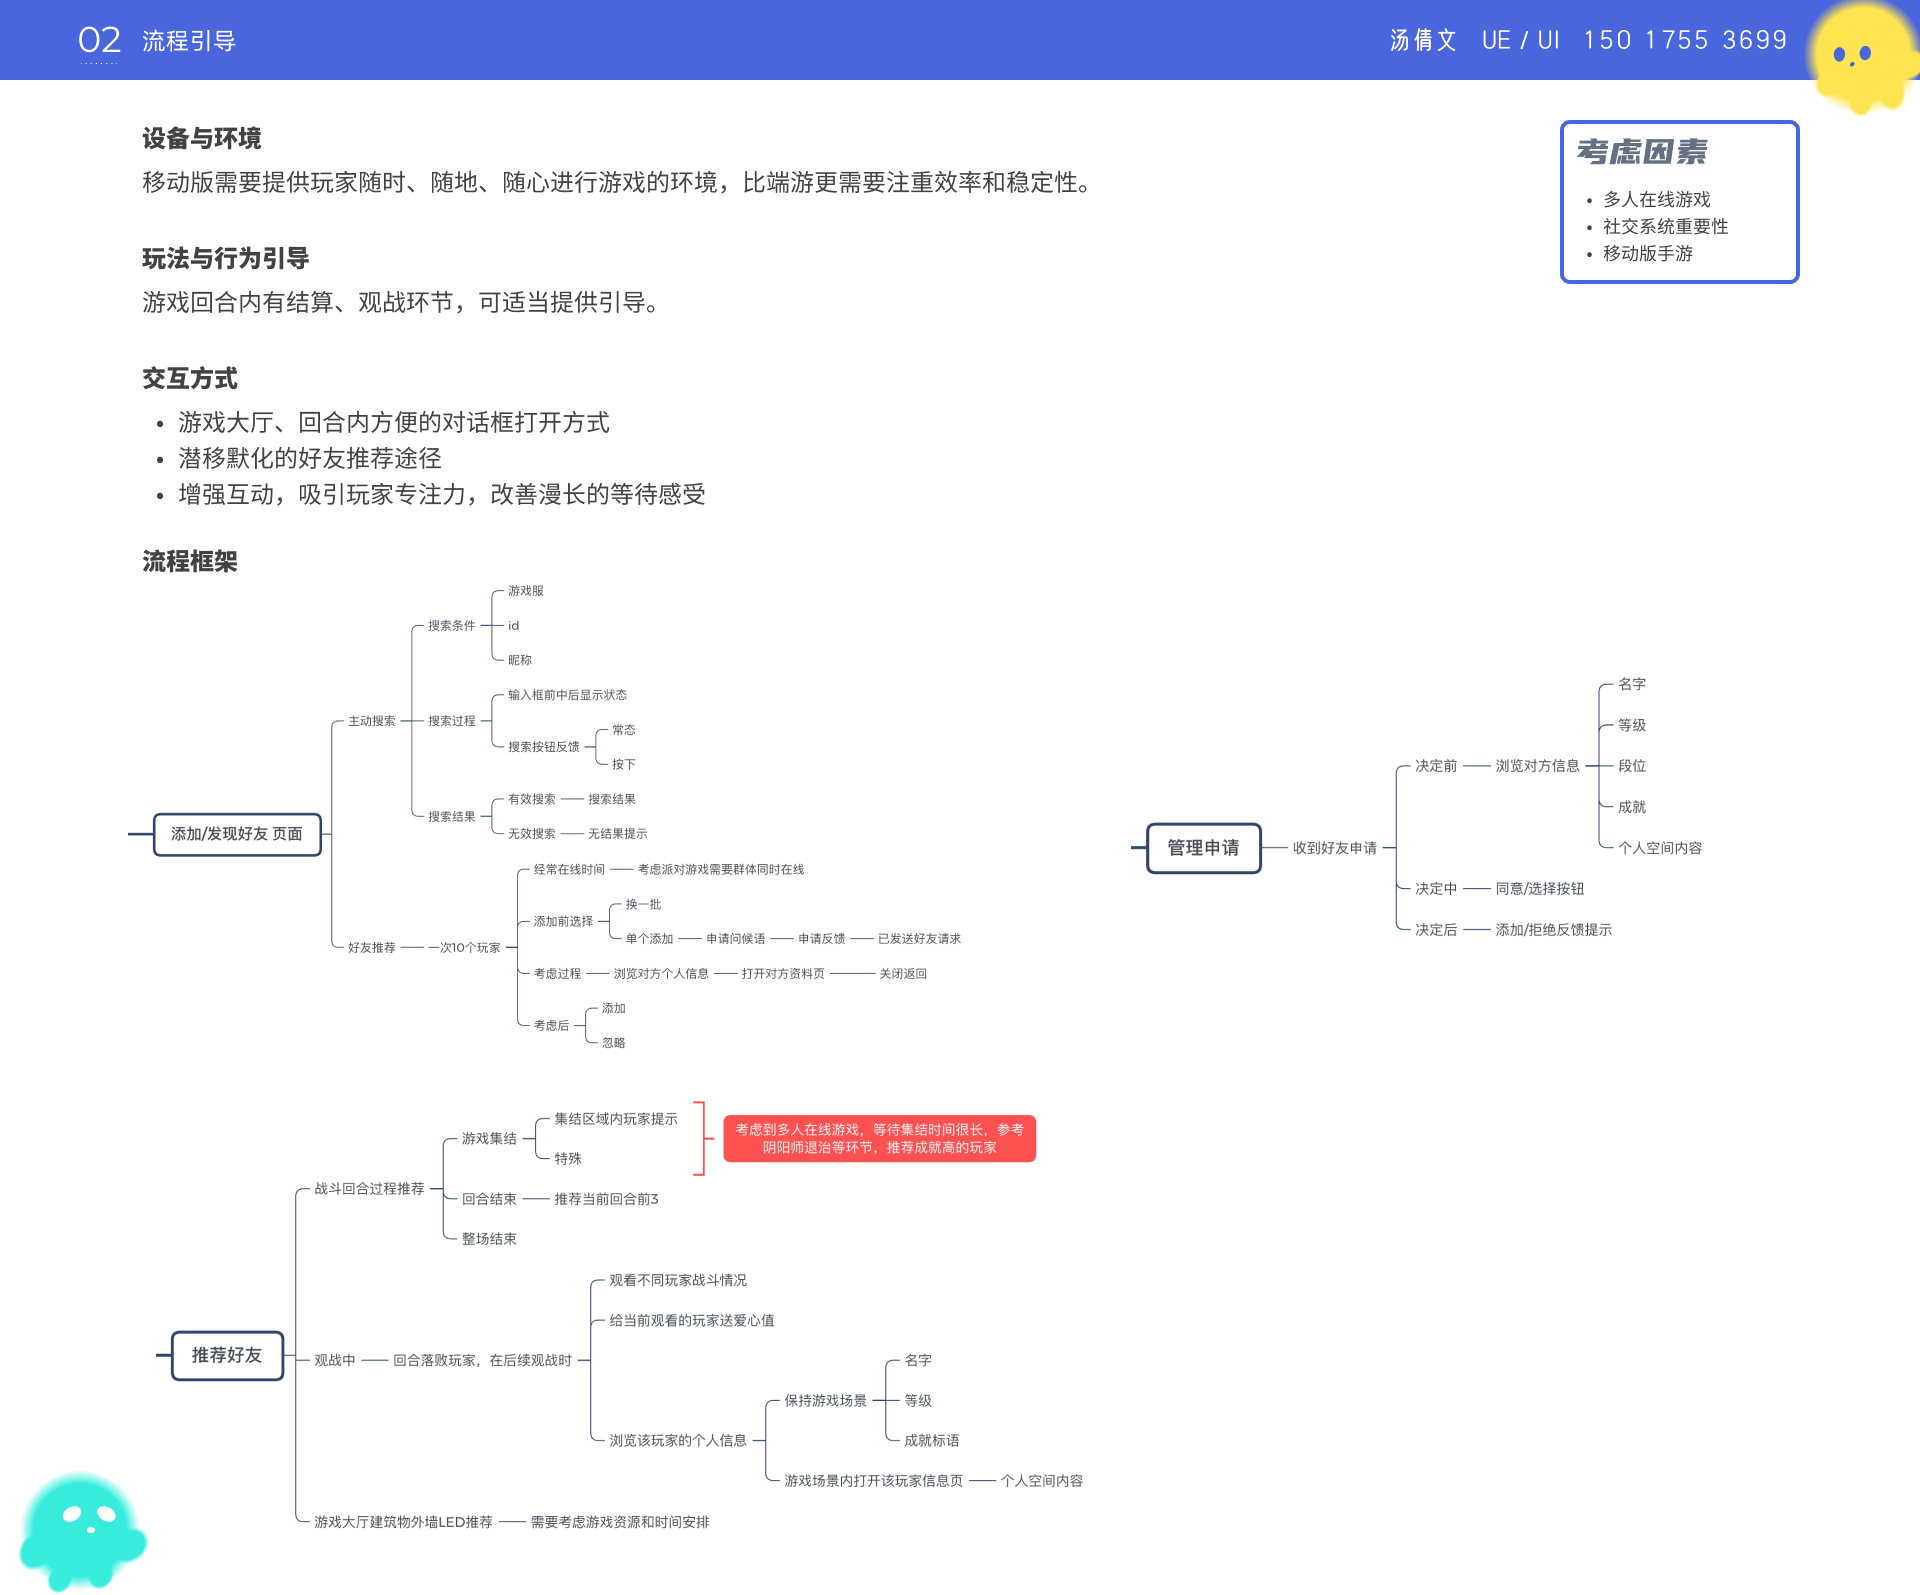 02 流程引导
汤倩文 UE / UI 150 1755 3699
设备与环境
移动版需要提供玩家随时、随地、随心进行游戏的环境，比端游更需要注重效率和稳定性。
考虑因素
• 多人在线游戏
• 社交系统重要性
• 移动版手游
玩法与行为引导
游戏回合内有结算、观战环节，可适当提供引导。
交互方式
• 游戏大厅、回合内方便的对话框打开方式
• 潜移默化的好友推荐途径
• 增强互动，吸引玩家专注力，改善漫长的等待感受
流程框架
添加/发现好友 页面
主动搜索
搜索条件
游戏服
id
昵称
搜索过程
输入框前中后显示状态
搜索按钮反馈
常态
按下
搜索结果
有效搜索 搜索结果
无效搜索 无结果提示
好友推荐 一次10个玩家
经常在线时间 考虑派对游戏需要群体同时在线
添加前选择
换一批
单个添加 申请问候语 申请反馈 已发送好友请求
考虑过程 浏览对方个人信息 打开对方资料页 关闭返回
考虑后
添加
忽略
管理申请
收到好友申请
决定前 浏览对方信息
名字
等级
段位
成就
个人空间内容
决定中 同意/选择按钮
决定后 添加/拒绝反馈提示
推荐好友
战斗回合过程推荐
游戏集结
集结区域内玩家提示
特殊
考虑到多人在线游戏，等待集结时间很长，参考
阴阳师退治等环节，推荐成就高的玩家
回合结束 推荐当前回合前3
整场结束
观战中 回合落败玩家，在后续观战时
观看不同玩家战斗情况
给当前观看的玩家送爱心值
浏览该玩家的个人信息
保持游戏场景
名字
等级
成就标语
游戏场景内打开该玩家信息页 个人空间内容
游戏大厅建筑物外墙LED推荐 需要考虑游戏资源和时间安排